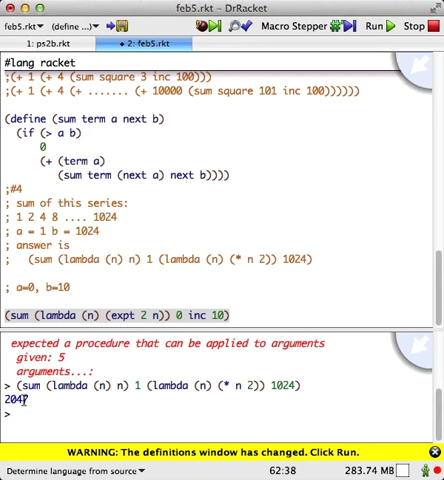 feb5.rkt - DrRacket
feb5.rkt▾ (define ...)▾ Macro Stepper Run Stop
1: ps2b.rkt 2: feb5.rkt
#lang racket
;(+ 1 (+ 4 (sum square 3 inc 100)))
;(+ 1 (+ 4 (+ ....... (+ 10000 (sum square 101 inc 100))))))
(define (sum term a next b)
(if (> a b)
0
(+ (term a)
(sum term (next a) next b))))
;#4
; sum of this series:
; 1 2 4 8 .... 1024
; a = 1 b = 1024
; answer is
; (sum (lambda (n) n) 1 (lambda (n) (* n 2)) 1024)
; a=0, b=10
(sum (lambda (n) (expt 2 n)) 0 inc 10)
expected a procedure that can be applied to arguments
given: 5
arguments...:
> (sum (lambda (n) n) 1 (lambda (n) (* n 2)) 1024)
2047
>
WARNING: The definitions window has changed. Click Run.
Determine language from source▾ 62:38 283.74 MB